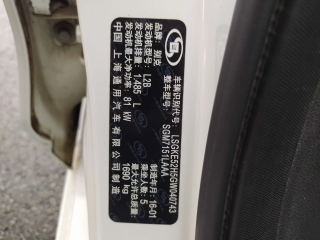 品牌：别克
发动机型号：L2B
发动机排量：1.485 L
发动机最大净功率：81 kW
中国 上海通用汽车有限公司 制造
车辆识别代号：LSGKE52H5GW040743
整车型号：SGM7151LAAA
制造年月：16-01
乘坐人数：5
最大允许总质量：1690 kg